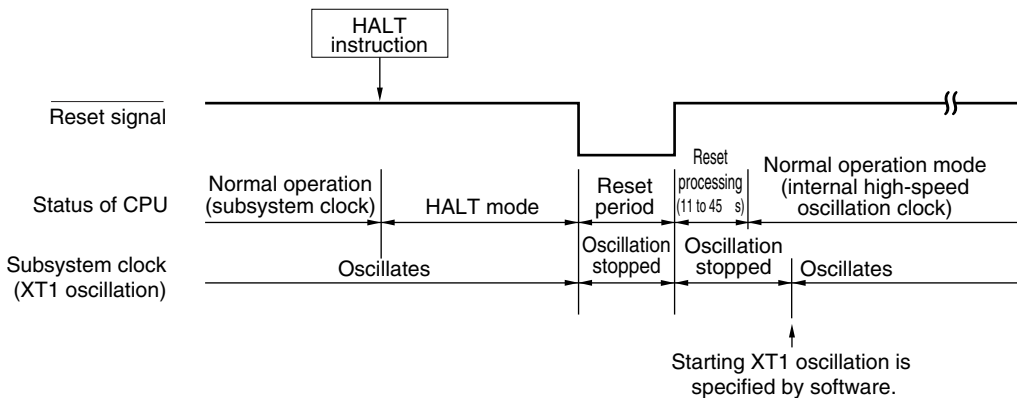 HALT
instruction
Reset signal
Status of CPU
Normal operation
(subsystem clock)
HALT mode
Reset
period
Reset
processing
(11 to 45 s)
Normal operation mode
(internal high-speed
oscillation clock)
Subsystem clock
(XT1 oscillation)
Oscillates
Oscillation
stopped
Oscillation
stopped
Oscillates
Starting XT1 oscillation is
specified by software.